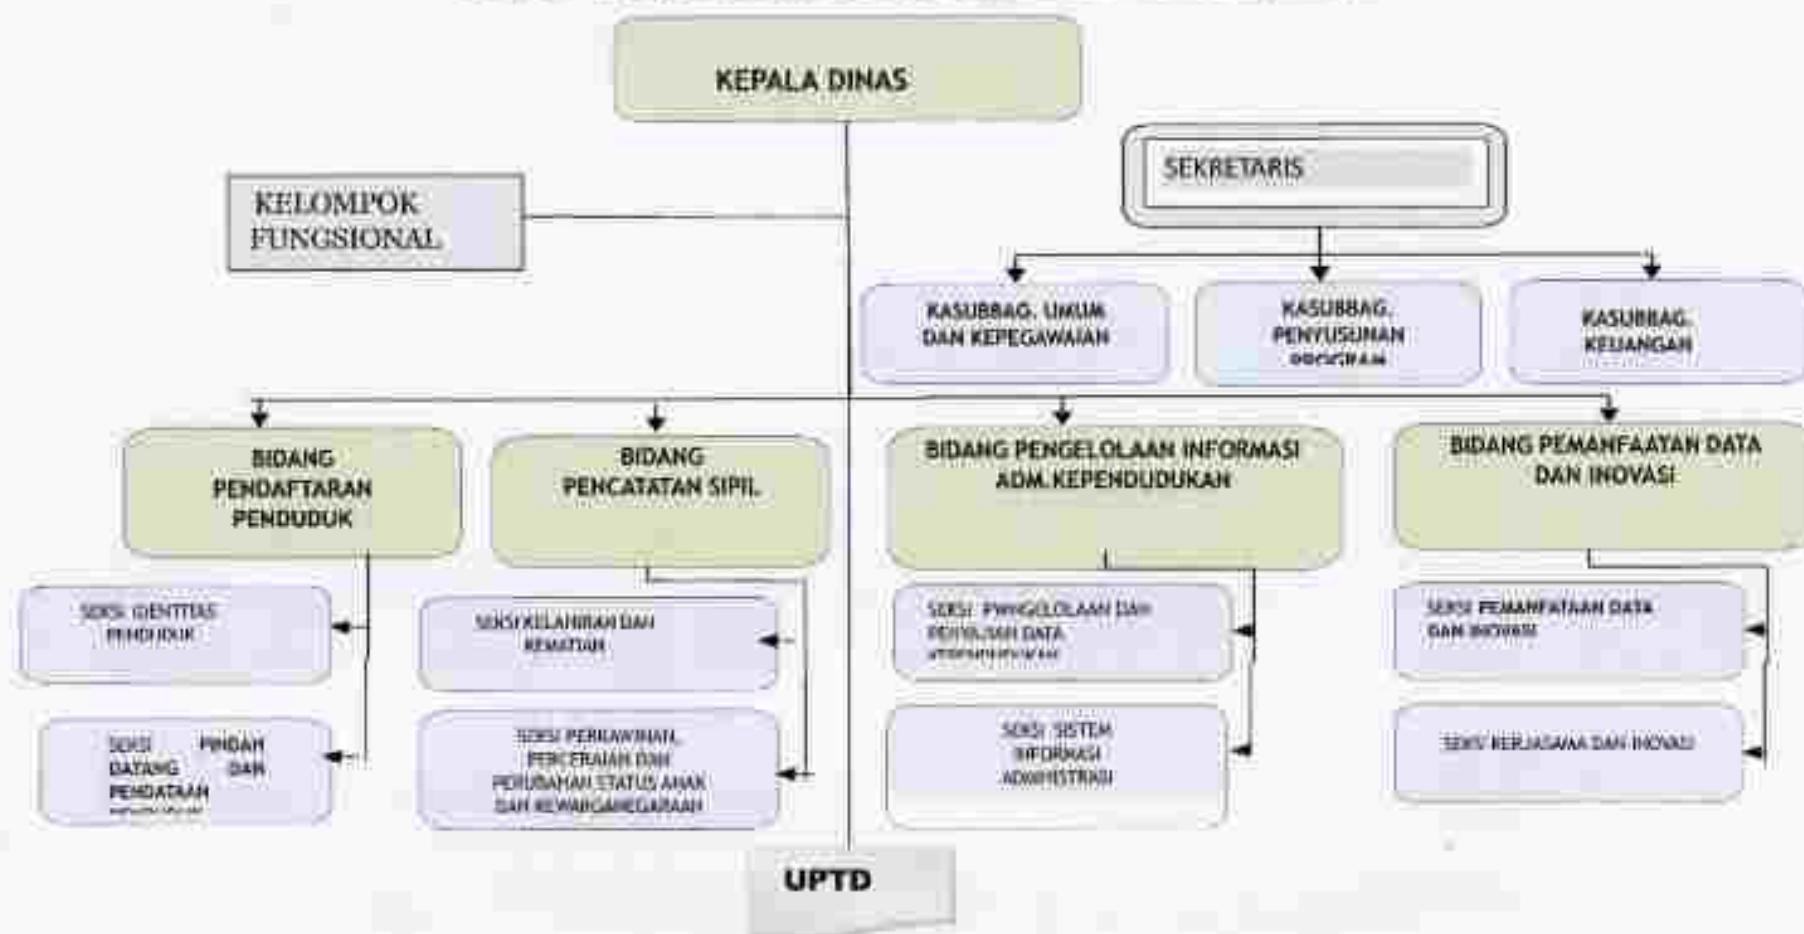 KEPALA DINAS
SEKRETARIS
KELOMPOK
FUNGSIONAL
KASUBBAG. UMUM
DAN KEPEGAWAIAN
KASUBBAG.
PENYUSUNAN
PROGRAM
KASUBBAG.
KEUANGAN
BIDANG
PENDAFTARAN
PENDUDUK
BIDANG
PENCATATAN SIPIL
BIDANG PENGELOLAAN INFORMASI
ADM.KEPENDUDUKAN
BIDANG PEMANFAATAN DATA
DAN INOVASI
SEKSI IDENTITAS
PENDUDUK
SEKSI KELAHIRAN DAN
KEMATIAN
SEKSI PWNGELOLAAN DAN
DATA
SEKSI PEMANFATAAN DATA
DAN INOVASI
SEKSI PINDAH
DATANG DAN
PENDATAAN
SEKSI PERKAWINAN,
PERCERAIAN DAN
PERUBAHAN STATUS ANAK
DAN KEWARGANEGARAAN
SEKSI SISTEM
INFORMASI
ADMINISTRASI
SEKSI KERJASAMA DAN INOVASI
UPTD